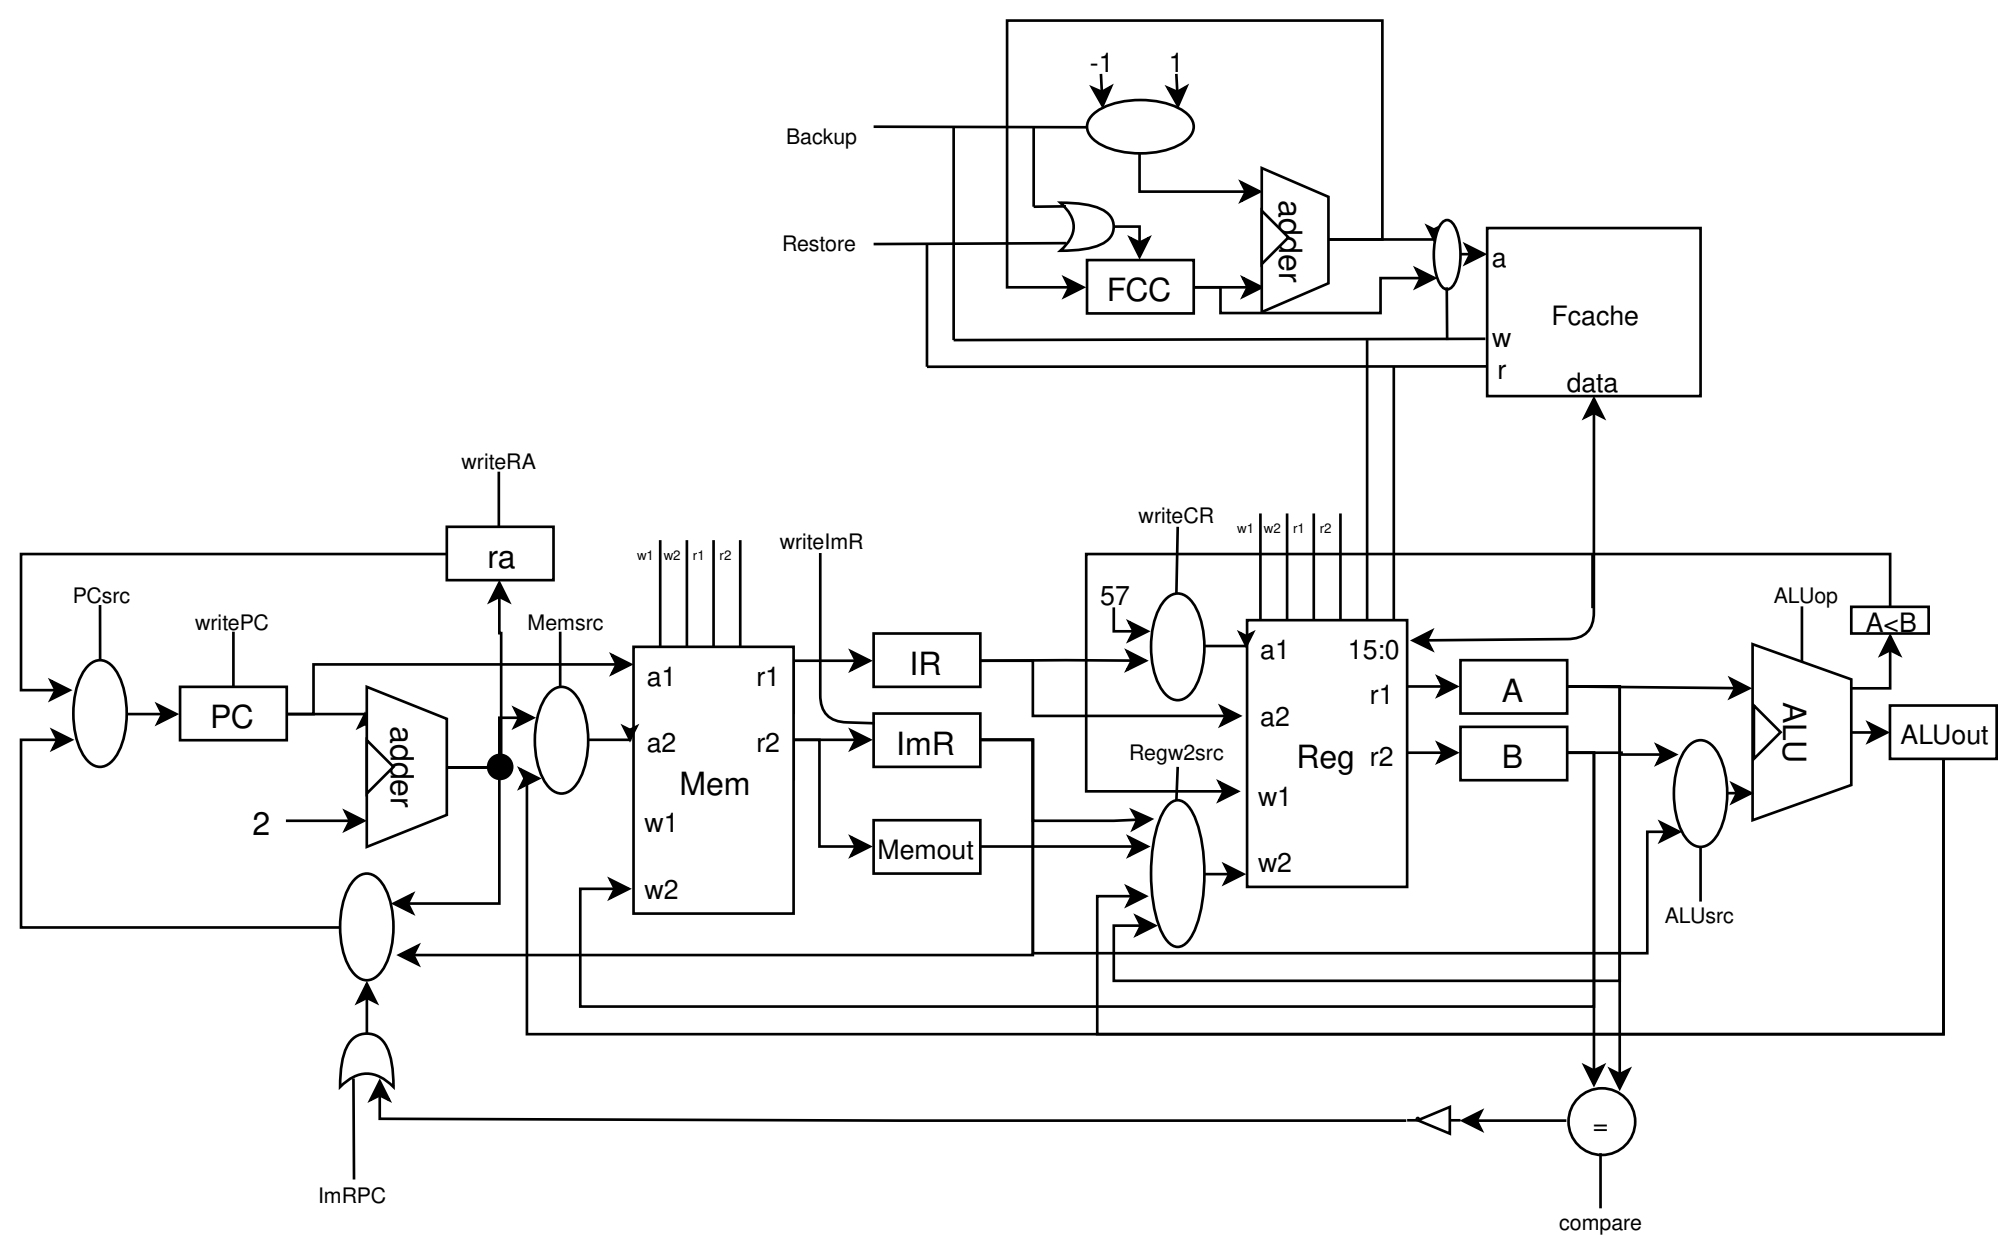 -1 1
Backup
adder
Restore
FCC
a
Fcache
w
r
data
writeRA
ra
writeImR
writeCR
w1 w2 r1 r2
w1 w2 r1 r2
PCsrc
writePC
Memsrc
57
ALUop
A<B
a1 r1
IR
a1 15:0
PC
A
r1
a2 r2
ImR
a2
adder
Mem
Regw2src
Reg r2
B
ALU
ALUout
2
w1
Memout
w1
w2
w2
ALUsrc
=
ImRPC
compare